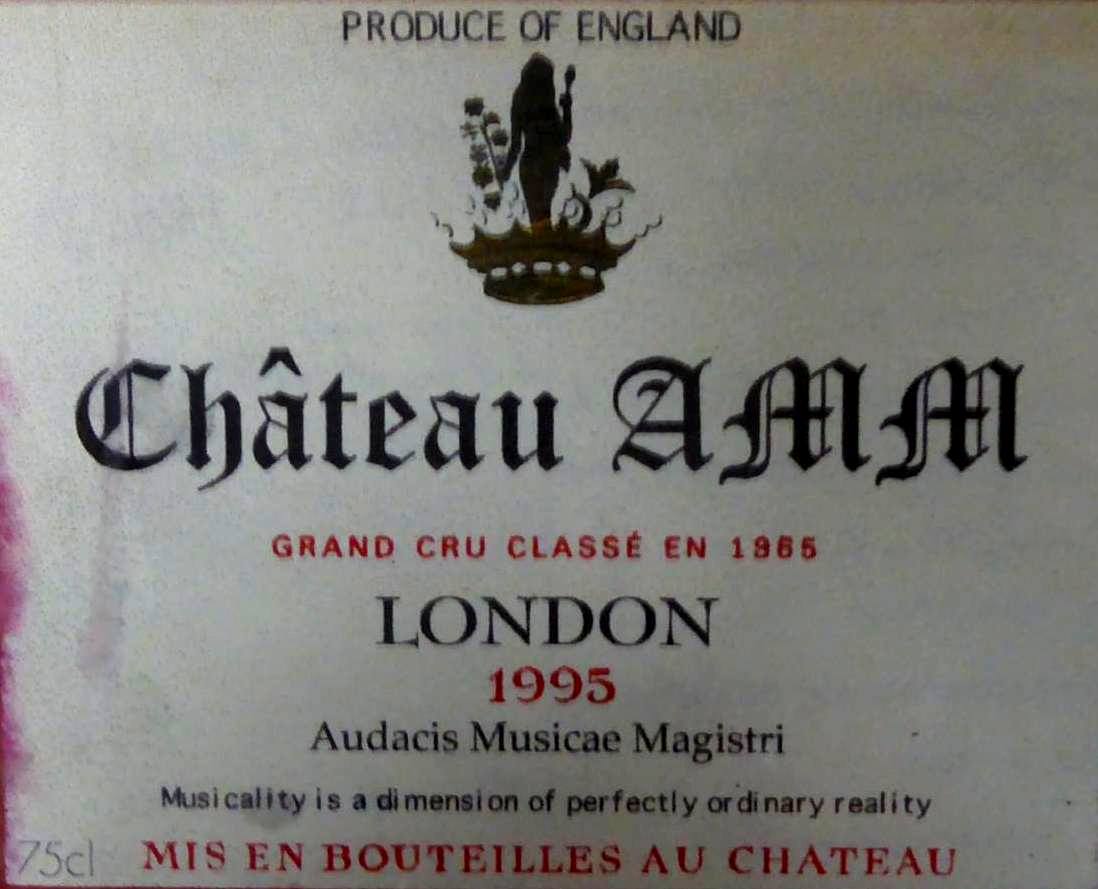 PRODUCE OF ENGLAND
Château AMM
GRAND CRU CLASSÉ EN 1965
LONDON
1995
Audacis Musicae Magistri
Musicality is a dimension of perfectly ordinary reality
75cl MIS EN BOUTEILLES AU CHATEAU